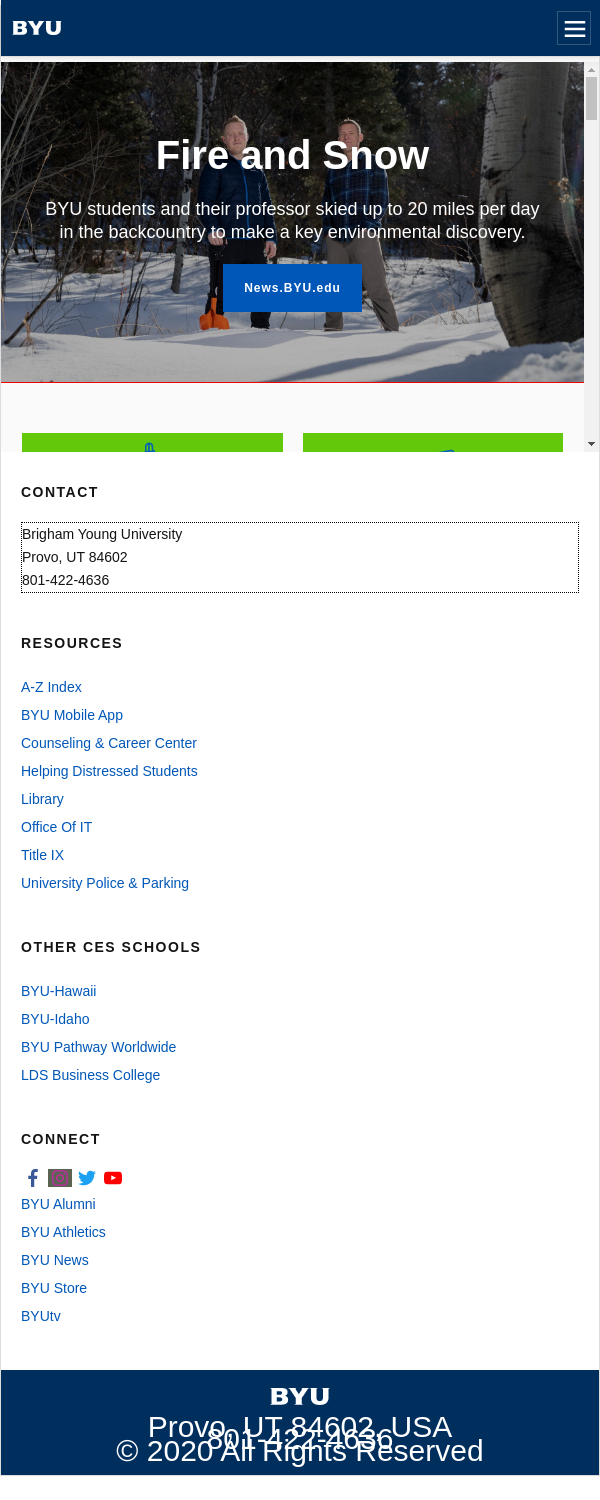 BYU
Fire and Snow
BYU students and their professor skied up to 20 miles per day
in the backcountry to make a key environmental discovery.
News.BYU.edu
CONTACT
Brigham Young University
Provo, UT 84602
801-422-4636
RESOURCES
A-Z Index
BYU Mobile App
Counseling & Career Center
Helping Distressed Students
Library
Office Of IT
Title IX
University Police & Parking
OTHER CES SCHOOLS
BYU-Hawaii
BYU-Idaho
BYU Pathway Worldwide
LDS Business College
CONNECT
BYU Alumni
BYU Athletics
BYU News
BYU Store
BYUtv
BYU
Provo, UT 84602, USA
801-422-4636
© 2020 All Rights Reserved